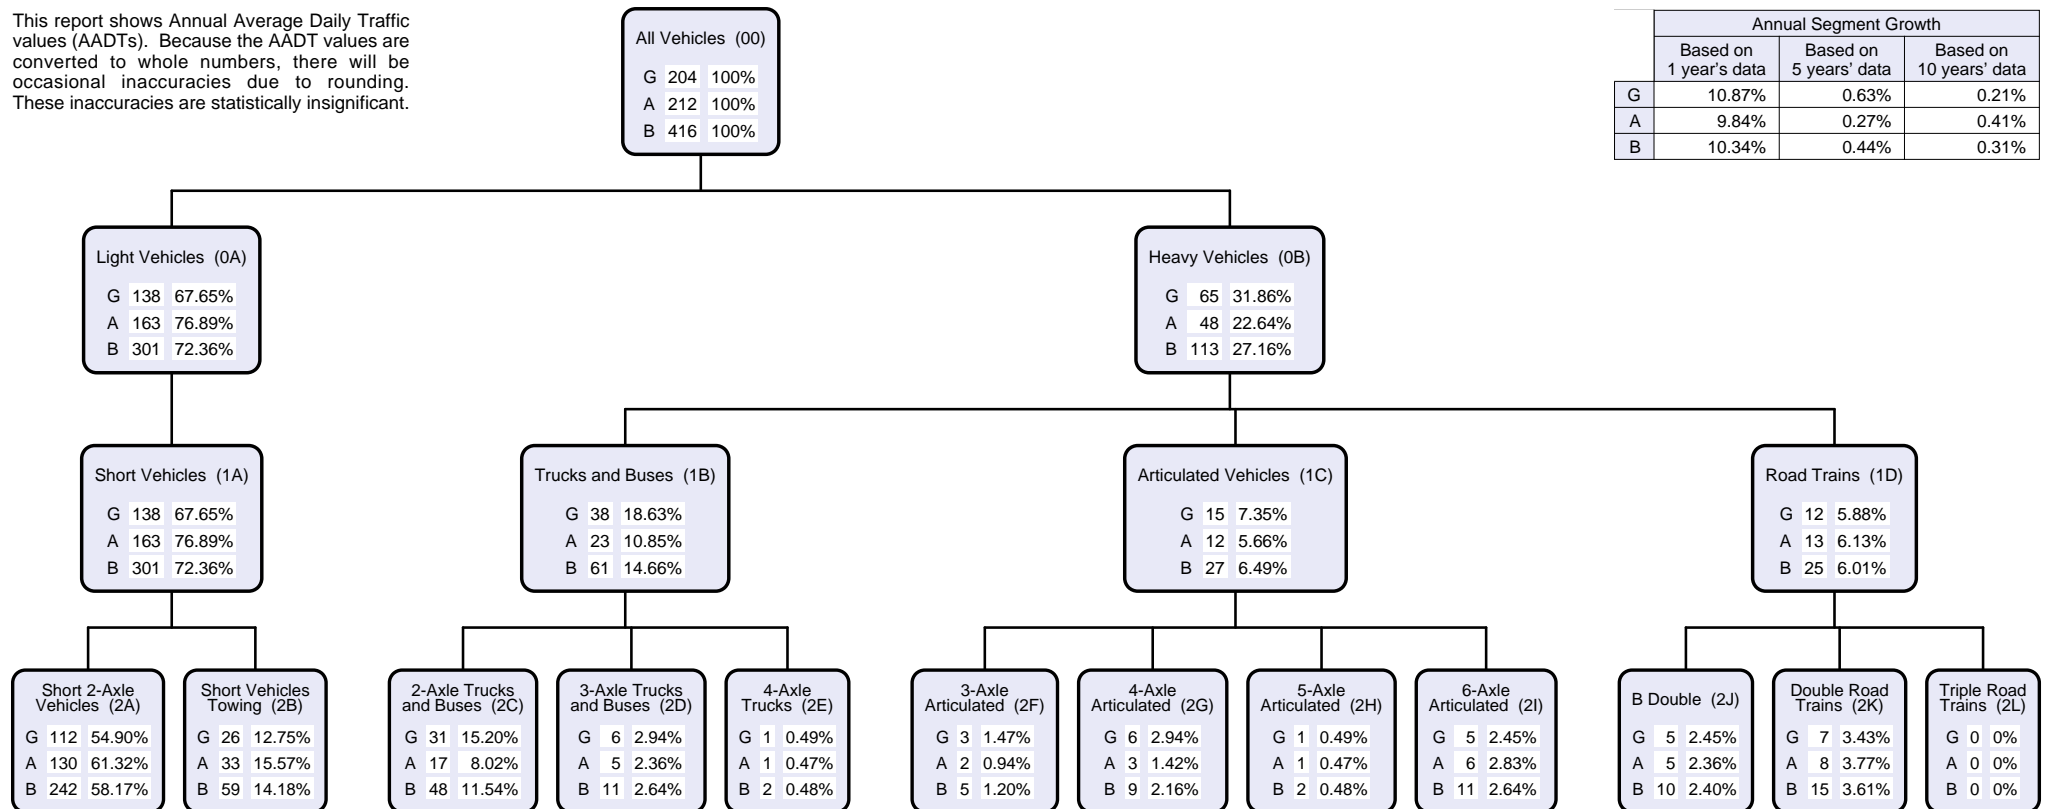 This report shows Annual Average Daily Traffic
values (AADTs). Because the AADT values are
converted to whole numbers, there will be
occasional inaccuracies due to rounding.
These inaccuracies are statistically insignificant.
All Vehicles (00)
G 204 100%
A 212 100%
B 416 100%
Annual Segment Growth
Based on 1 year's data Based on 5 years' data Based on 10 years' data
G 10.87% 0.63% 0.21%
A 9.84% 0.27% 0.41%
B 10.34% 0.44% 0.31%
Light Vehicles (0A)
G 138 67.65%
A 163 76.89%
B 301 72.36%
Heavy Vehicles (0B)
G 65 31.86%
A 48 22.64%
B 113 27.16%
Short Vehicles (1A)
G 138 67.65%
A 163 76.89%
B 301 72.36%
Trucks and Buses (1B)
G 38 18.63%
A 23 10.85%
B 61 14.66%
Articulated Vehicles (1C)
G 15 7.35%
A 12 5.66%
B 27 6.49%
Road Trains (1D)
G 12 5.88%
A 13 6.13%
B 25 6.01%
Short 2-Axle
Vehicles (2A)
G 112 54.90%
A 130 61.32%
B 242 58.17%
Short Vehicles
Towing (2B)
G 26 12.75%
A 33 15.57%
B 59 14.18%
2-Axle Trucks
and Buses (2C)
G 31 15.20%
A 17 8.02%
B 48 11.54%
3-Axle Trucks
and Buses (2D)
G 6 2.94%
A 5 2.36%
B 11 2.64%
4-Axle
Trucks (2E)
G 1 0.49%
A 1 0.47%
B 2 0.48%
3-Axle
Articulated (2F)
G 3 1.47%
A 2 0.94%
B 5 1.20%
4-Axle
Articulated (2G)
G 6 2.94%
A 3 1.42%
B 9 2.16%
5-Axle
Articulated (2H)
G 1 0.49%
A 1 0.47%
B 2 0.48%
6-Axle
Articulated (2I)
G 5 2.45%
A 6 2.83%
B 11 2.64%
B Double (2J)
G 5 2.45%
A 5 2.36%
B 10 2.40%
Double Road
Trains (2K)
G 7 3.43%
A 8 3.77%
B 15 3.61%
Triple Road
Trains (2L)
G 0 0%
A 0 0%
B 0 0%